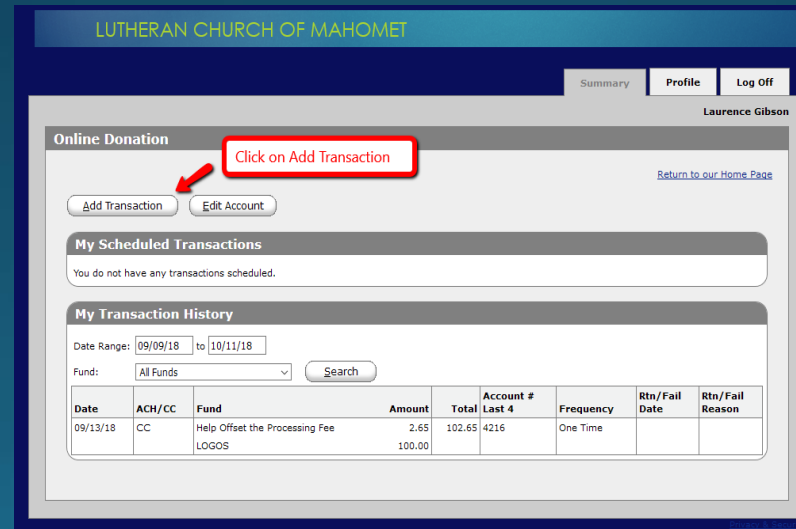 LUTHERAN CHURCH OF MAHOMET
Summary Profile Log Off
Laurence Gibson
Online Donation
Click on Add Transaction
Return to our Home Page
Add Transaction Edit Account
My Scheduled Transactions
You do not have any transactions scheduled.
My Transaction History
Date Range: 09/09/18 to 10/11/18
Fund: All Funds Search
Date ACH/CC Fund Amount Total Account # Last 4 Frequency Rtn/Fail Date Rtn/Fail Reason
09/13/18 CC Help Offset the Processing Fee 2.65 102.65 4216 One Time
LOGOS 100.00
Privacy &